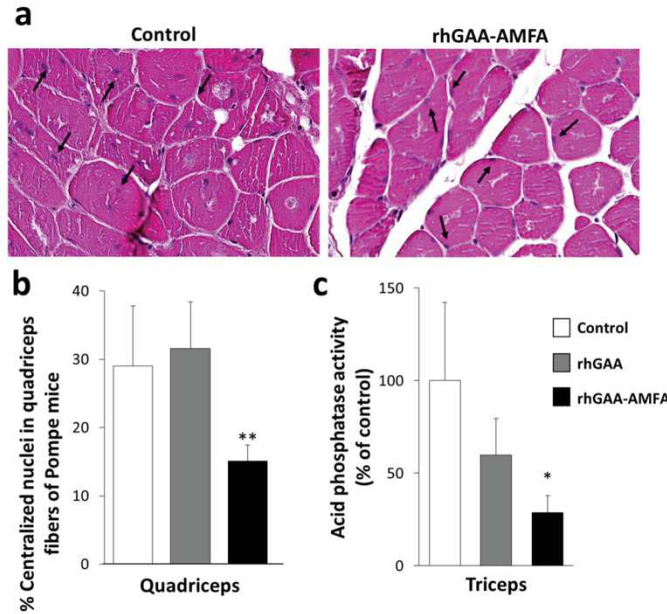 a
Control
rhGAA-AMFA
b
% Centralized nuclei in quadriceps
fibers of Pompe mice
40
30
20
10
0
**
Quadriceps
c
Acid phosphatase activity
(% of control)
150
100
50
0
*
Triceps
Control
rhGAA
rhGAA-AMFA